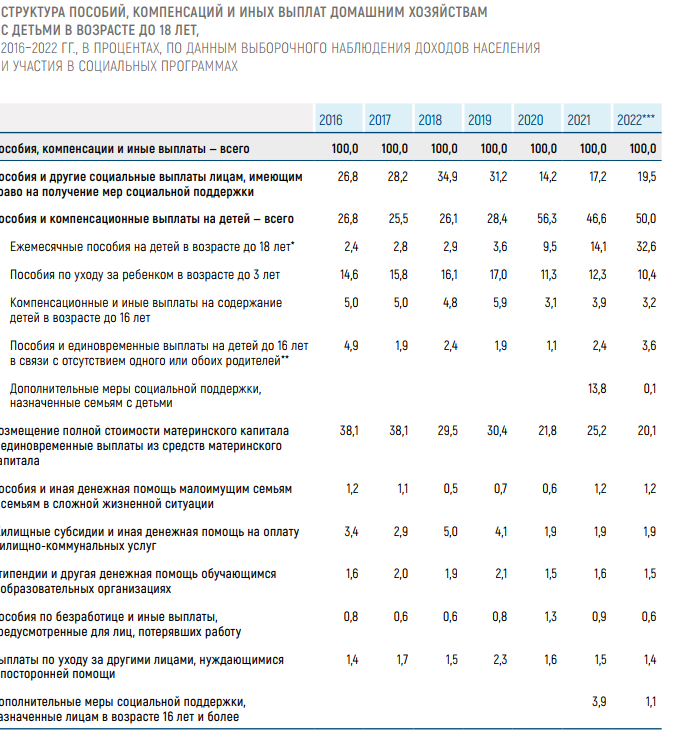 СТРУКТУРА ПОСОБИЙ, КОМПЕНСАЦИЙ И ИНЫХ ВЫПЛАТ ДОМАШНИМ ХОЗЯЙСТВАМ
С ДЕТЬМИ В ВОЗРАСТЕ ДО 18 ЛЕТ,
2016–2022 ГГ., В ПРОЦЕНТАХ, ПО ДАННЫМ ВЫБОРОЧНОГО НАБЛЮДЕНИЯ ДОХОДОВ НАСЕЛЕНИЯ
И УЧАСТИЯ В СОЦИАЛЬНЫХ ПРОГРАММАХ
2016 2017 2018 2019 2020 2021 2022***
особия, компенсации и иные выплаты – всего 100,0 100,0 100,0 100,0 100,0 100,0 100,0
особия и другие социальные выплаты лицам, имеющим 26,8 28,2 34,9 31,2 14,2 17,2 19,5
раво на получение мер социальной поддержки
особия и компенсационные выплаты на детей – всего 26,8 25,5 26,1 28,4 56,3 46,6 50,0
Ежемесячные пособия на детей в возрасте до 18 лет* 2,4 2,8 2,9 3,6 9,5 14,1 32,6
Пособия по уходу за ребенком в возрасте до 3 лет 14,6 15,8 16,1 17,0 11,3 12,3 10,4
Компенсационные и иные выплаты на содержание 5,0 5,0 4,8 5,9 3,1 3,9 3,2
детей в возрасте до 16 лет
Пособия и единовременные выплаты на детей до 16 лет 4,9 1,9 2,4 1,9 1,1 2,4 3,6
в связи с отсутствием одного или обоих родителей**
Дополнительные меры социальной поддержки, 13,8 0,1
назначенные семьям с детьми
озмещение полной стоимости материнского капитала 38,1 38,1 29,5 30,4 21,8 25,2 20,1
единовременные выплаты из средств материнского
апитала
особия и иная денежная помощь малоимущим семьям 1,2 1,1 0,5 0,7 0,6 1,2 1,2
семьям в сложной жизненной ситуации
илищные субсидии и иная денежная помощь на оплату 3,4 2,9 5,0 4,1 1,9 1,9 1,9
илищно-коммунальных услуг
типендии и другая денежная помощь обучающимся 1,6 2,0 1,9 2,1 1,5 1,6 1,5
образовательных организациях
особия по безработице и иные выплаты, 0,8 0,6 0,6 0,8 1,3 0,9 0,6
редусмотренные для лиц, потерявших работу
ыплаты по уходу за другими лицами, нуждающимися 1,4 1,7 1,5 2,3 1,6 1,5 1,4
посторонней помощи
ополнительные меры социальной поддержки, 3,9 1,1
азначенные лицам в возрасте 16 лет и более